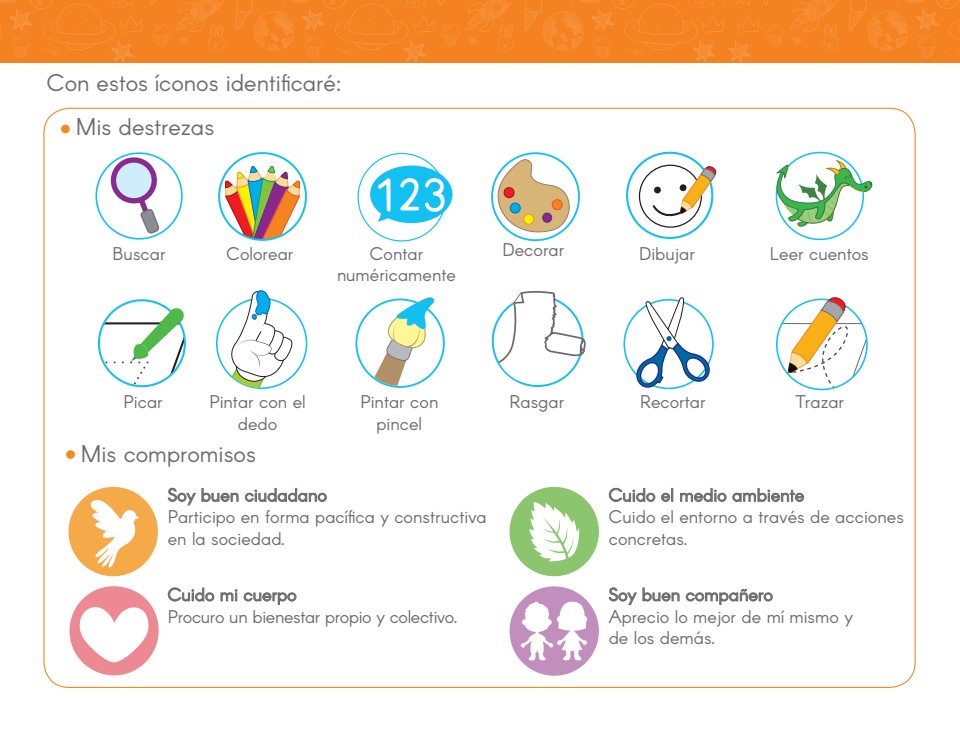 Con estos íconos identificaré:
• Mis destrezas
Buscar
Colorear
123
Contar
numéricamente
Decorar
Dibujar
Leer cuentos
Picar
Pintar con el
dedo
Pintar con
pincel
Rasgar
Recortar
Trazar
• Mis compromisos
Soy buen ciudadano
Participo en forma pacífica y constructiva
en la sociedad.
Cuido el medio ambiente
Cuido el entorno a través de acciones
concretas.
Cuido mi cuerpo
Procuro un bienestar propio y colectivo.
Soy buen compañero
Aprecio lo mejor de mí mismo y
de los demás.